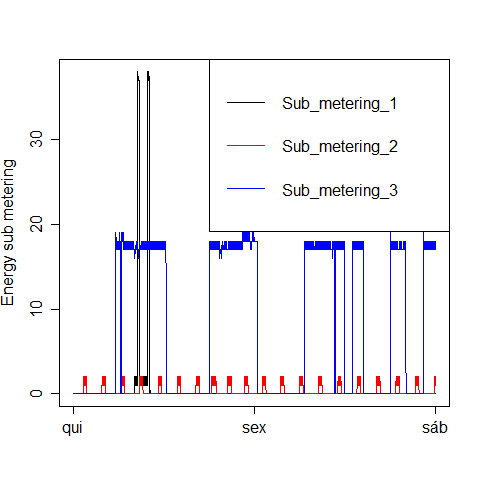 Energy sub metering
30
20
10
0
Sub_metering_1
Sub_metering_2
Sub_metering_3
qui
sex
sáb